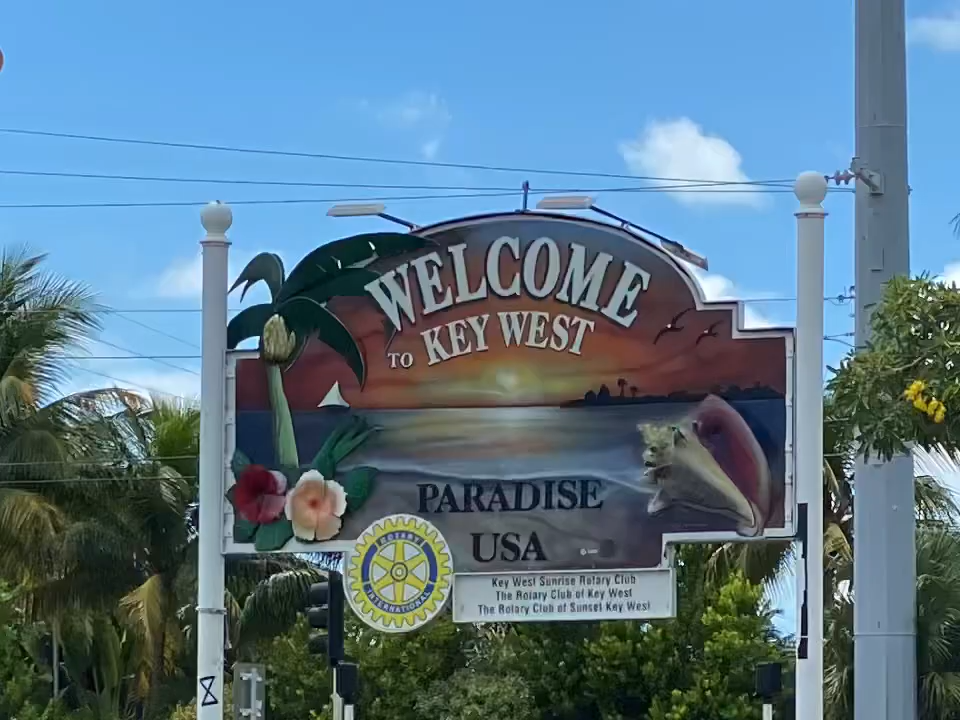 WELCOME
TO KEY WEST
PARADISE
USA
ROTARY
INTERNATIONAL
Key West Sunrise Rotary Club
The Rotary Club of Key West
The Rotary Club of Sunset Key West